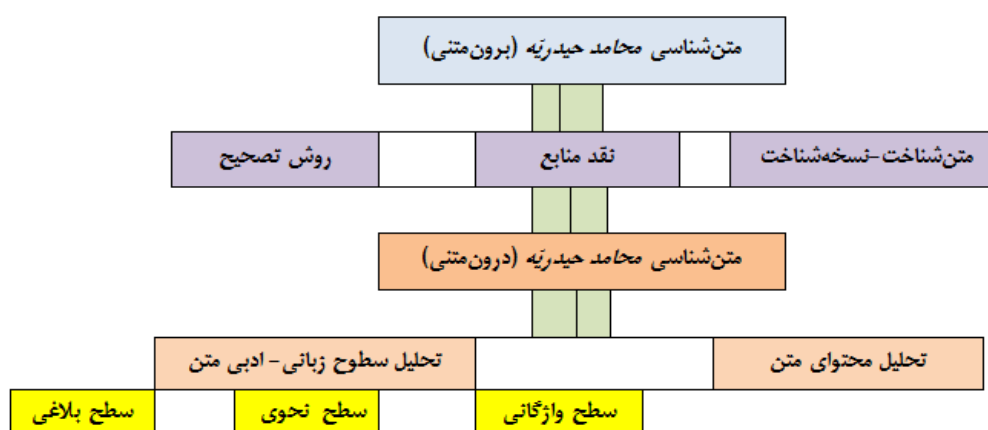 متن‌شناسی محامد حیدریّه (برون‌متنی)
متن‌شناخت-نسخه‌شناخت نقد منابع روش تصحیح
متن‌شناسی محامد حیدریّه (درون‌متنی)
تحلیل محتوای متن تحلیل سطوح زبانی- ادبی متن
سطح واژگانی سطح نحوی سطح بلاغی